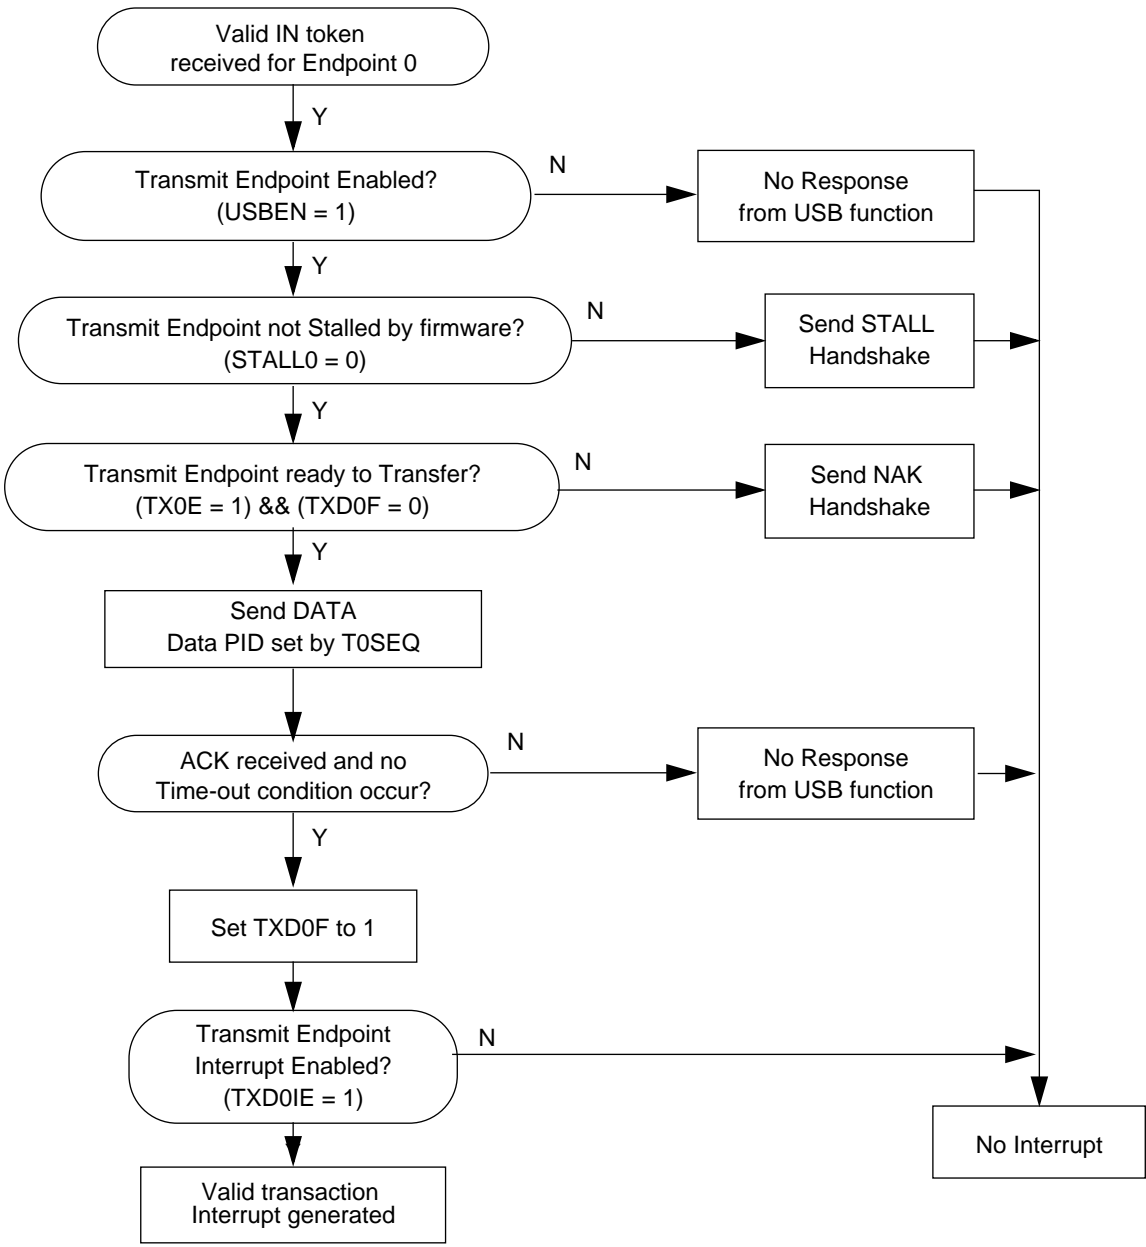 Valid IN token
received for Endpoint 0
Y
Transmit Endpoint Enabled?
(USBEN = 1)
N
No Response
from USB function
Y
Transmit Endpoint not Stalled by firmware?
(STALL0 = 0)
N
Send STALL
Handshake
Y
Transmit Endpoint ready to Transfer?
(TX0E = 1) && (TXD0F = 0)
N
Send NAK
Handshake
Y
Send DATA
Data PID set by T0SEQ
ACK received and no
Time-out condition occur?
N
No Response
from USB function
Y
Set TXD0F to 1
Transmit Endpoint
Interrupt Enabled?
(TXD0IE = 1)
N
No Interrupt
Valid transaction
Interrupt generated